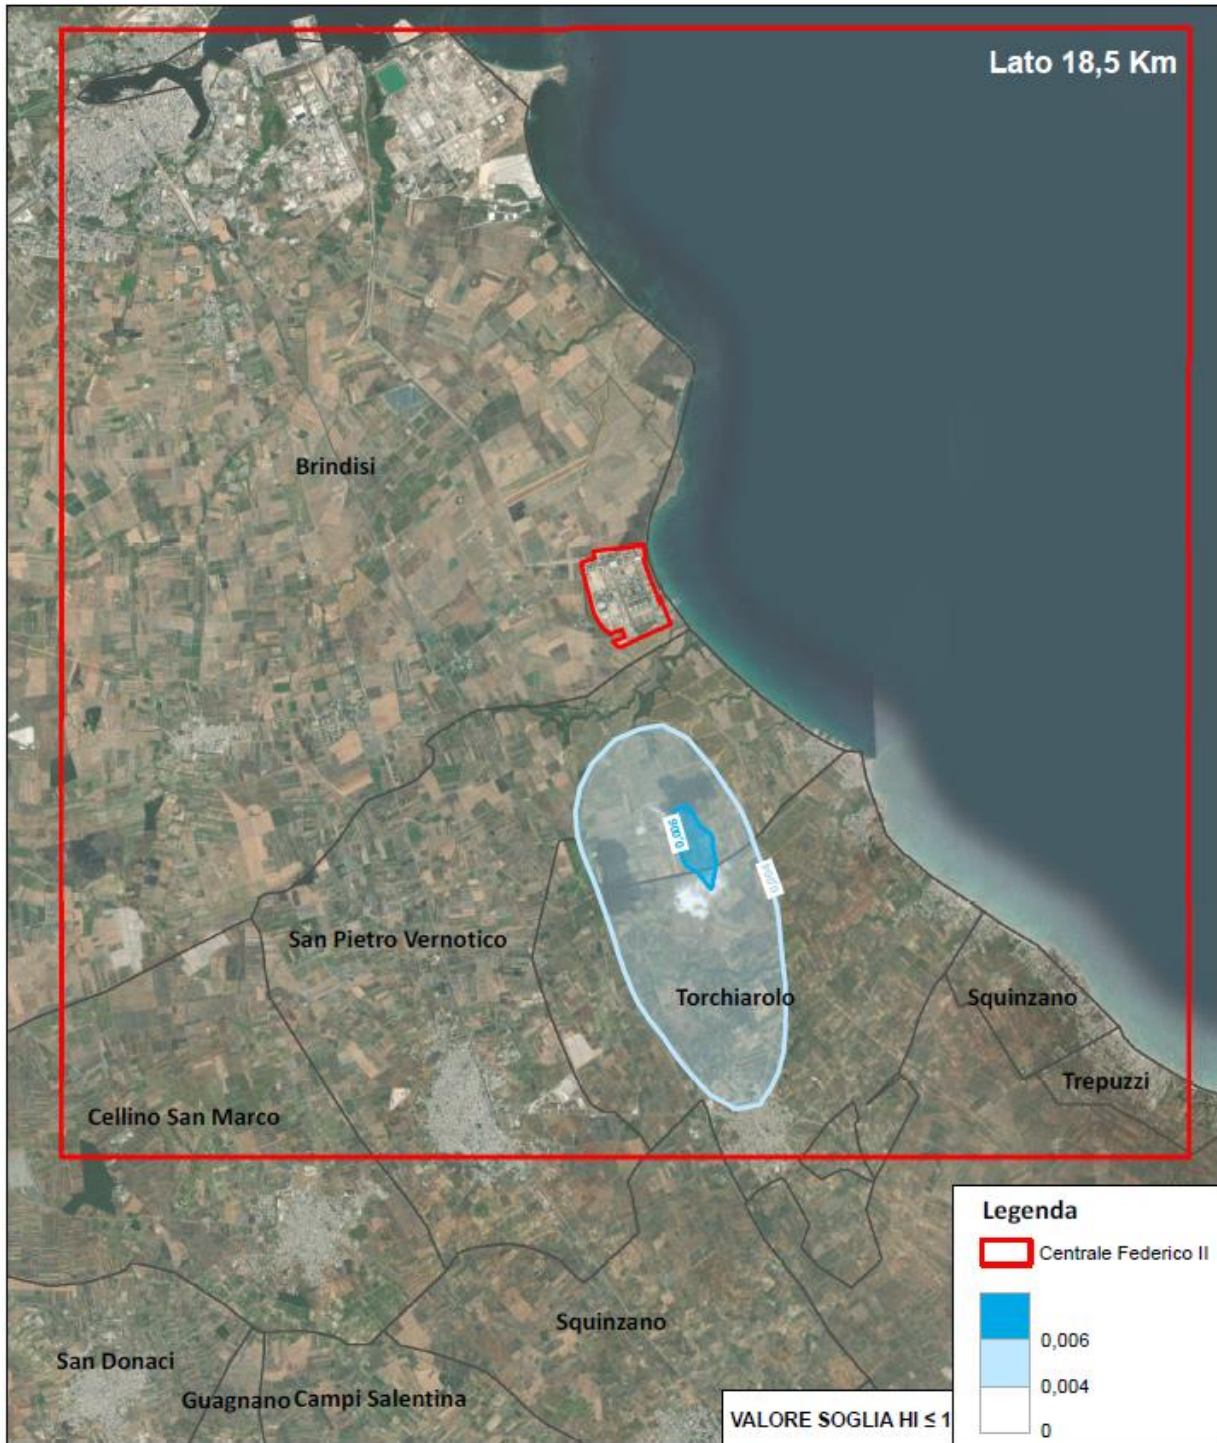 Lato 18,5 Km
Brindisi
0,006
0,004
San Pietro Vernotico
Torchiarolo
Squinzano
Trepuzzi
Cellino San Marco
Squinzano
San Donaci
Guagnano
Campi Salentina
VALORE SOGLIA HI ≤ 1
Legenda
Centrale Federico II
0,006
0,004
0